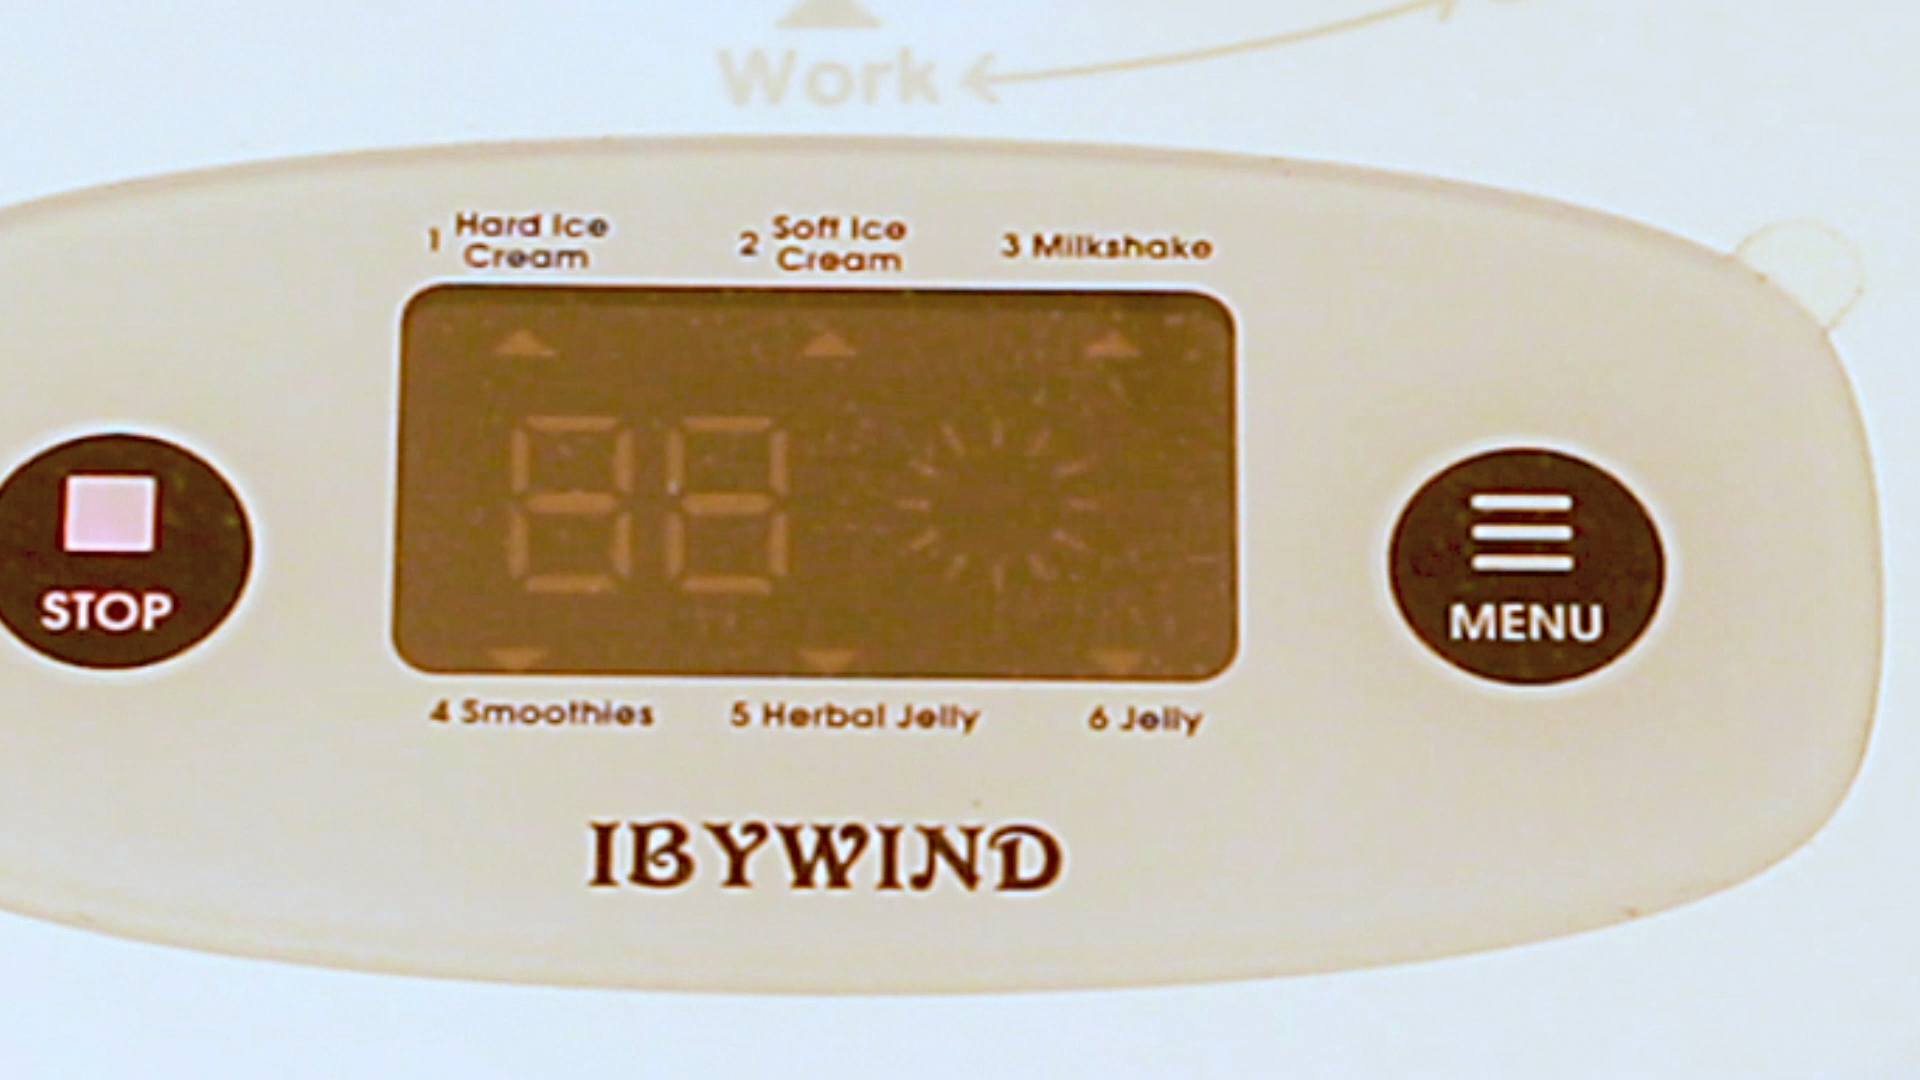 Work
1 Hard Ice Cream
2 Soft Ice Cream
3 Milkshake
88
STOP
MENU
4 Smoothies
5 Herbal Jelly
6 Jelly
IBYWIND